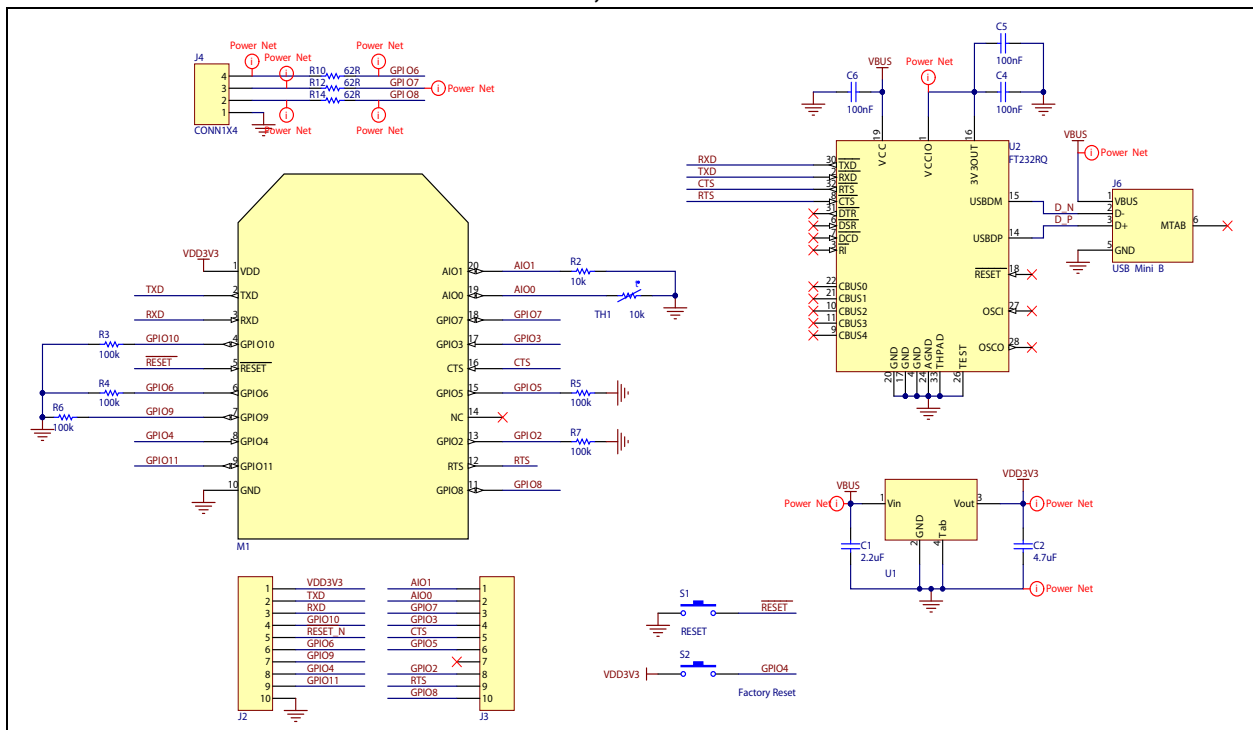 J4
CONN1X4
4
3
2
1
Power Net
Power Net
Power Net
Power Net
Power Net
Power Net
R10 62R GPIO6
R12 62R GPIO7
R14 62R GPIO8
VDD3V3
TXD
RXD
R3 100k GPIO10
RESET
R4 100k GPIO6
R6 100k GPIO9
GPIO4
GPIO11
1 VDD
2 TXD
3 RXD
4 GPIO10
5 RESET
6 GPIO6
7 GPIO9
8 GPIO4
9 GPIO11
10 GND
M1
AIO1 20 AIO1 R2 10k
AIO0 19 AIO0 TH1 10k
GPIO7 18 GPIO7
GPIO3 17 GPIO3
CTS 16 CTS
GPIO5 15 GPIO5 R5 100k
NC 14
GPIO2 13 GPIO2 R7 100k
RTS 12 RTS
GPIO8 11 GPIO8
C5
100nF
C4
100nF
C6
100nF
VBUS
Power Net
19 VCC
1 VCCIO
16 3V3OUT
U2
FT232RQ
RXD 30 TXD
TXD 2 RXD
CTS 32 RTS
RTS 8 CTS
31 DTR
6 DSR
7 DCD
3 RI
22 CBUS0
21 CBUS1
10 CBUS2
11 CBUS3
9 CBUS4
USBDM 15 D_N
USBDP 14 D_P
RESET 18
OSCI 27
OSCO 28
20 GND
17 GND
4 GND
24 AGND
33 THPAD
26 TEST
VBUS
Power Net
J6
1 VBUS
2 D-
3 D+
5 GND
MTAB 6
USB Mini B
VBUS
Power Net
1 Vin
Vout 3
2 GND
4 Tab
U1
VDD3V3
Power Net
C1
2.2uF
C2
4.7uF
Power Net
1 VDD3V3
2 TXD
3 RXD
4 GPIO10
5 RESET_N
6 GPIO6
7 GPIO9
8 GPIO4
9 GPIO11
10
J2
AIO1 1
AIO0 2
GPIO7 3
GPIO3 4
CTS 5
GPIO5 6
7
GPIO2 8
RTS 9
GPIO8 10
J3
S1
RESET
RESET
S2
VDD3V3
GPIO4
Factory Reset